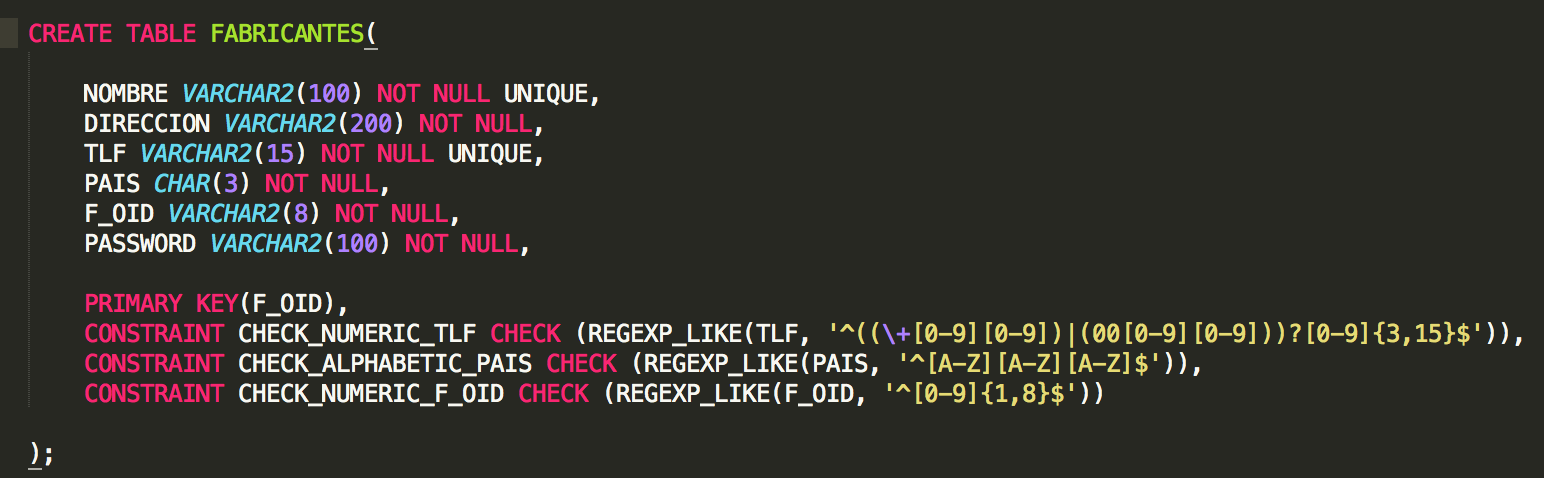 CREATE TABLE FABRICANTES(
NOMBRE VARCHAR2(100) NOT NULL UNIQUE,
DIRECCION VARCHAR2(200) NOT NULL,
TLF VARCHAR2(15) NOT NULL UNIQUE,
PAIS CHAR(3) NOT NULL,
F_OID VARCHAR2(8) NOT NULL,
PASSWORD VARCHAR2(100) NOT NULL,
PRIMARY KEY(F_OID),
CONSTRAINT CHECK_NUMERIC_TLF CHECK (REGEXP_LIKE(TLF, '^((\+[0-9][0-9])|(00[0-9][0-9]))?[0-9]{3,15}$')),
CONSTRAINT CHECK_ALPHABETIC_PAIS CHECK (REGEXP_LIKE(PAIS, '^[A-Z][A-Z][A-Z]$')),
CONSTRAINT CHECK_NUMERIC_F_OID CHECK (REGEXP_LIKE(F_OID, '^[0-9]{1,8}$'))
);